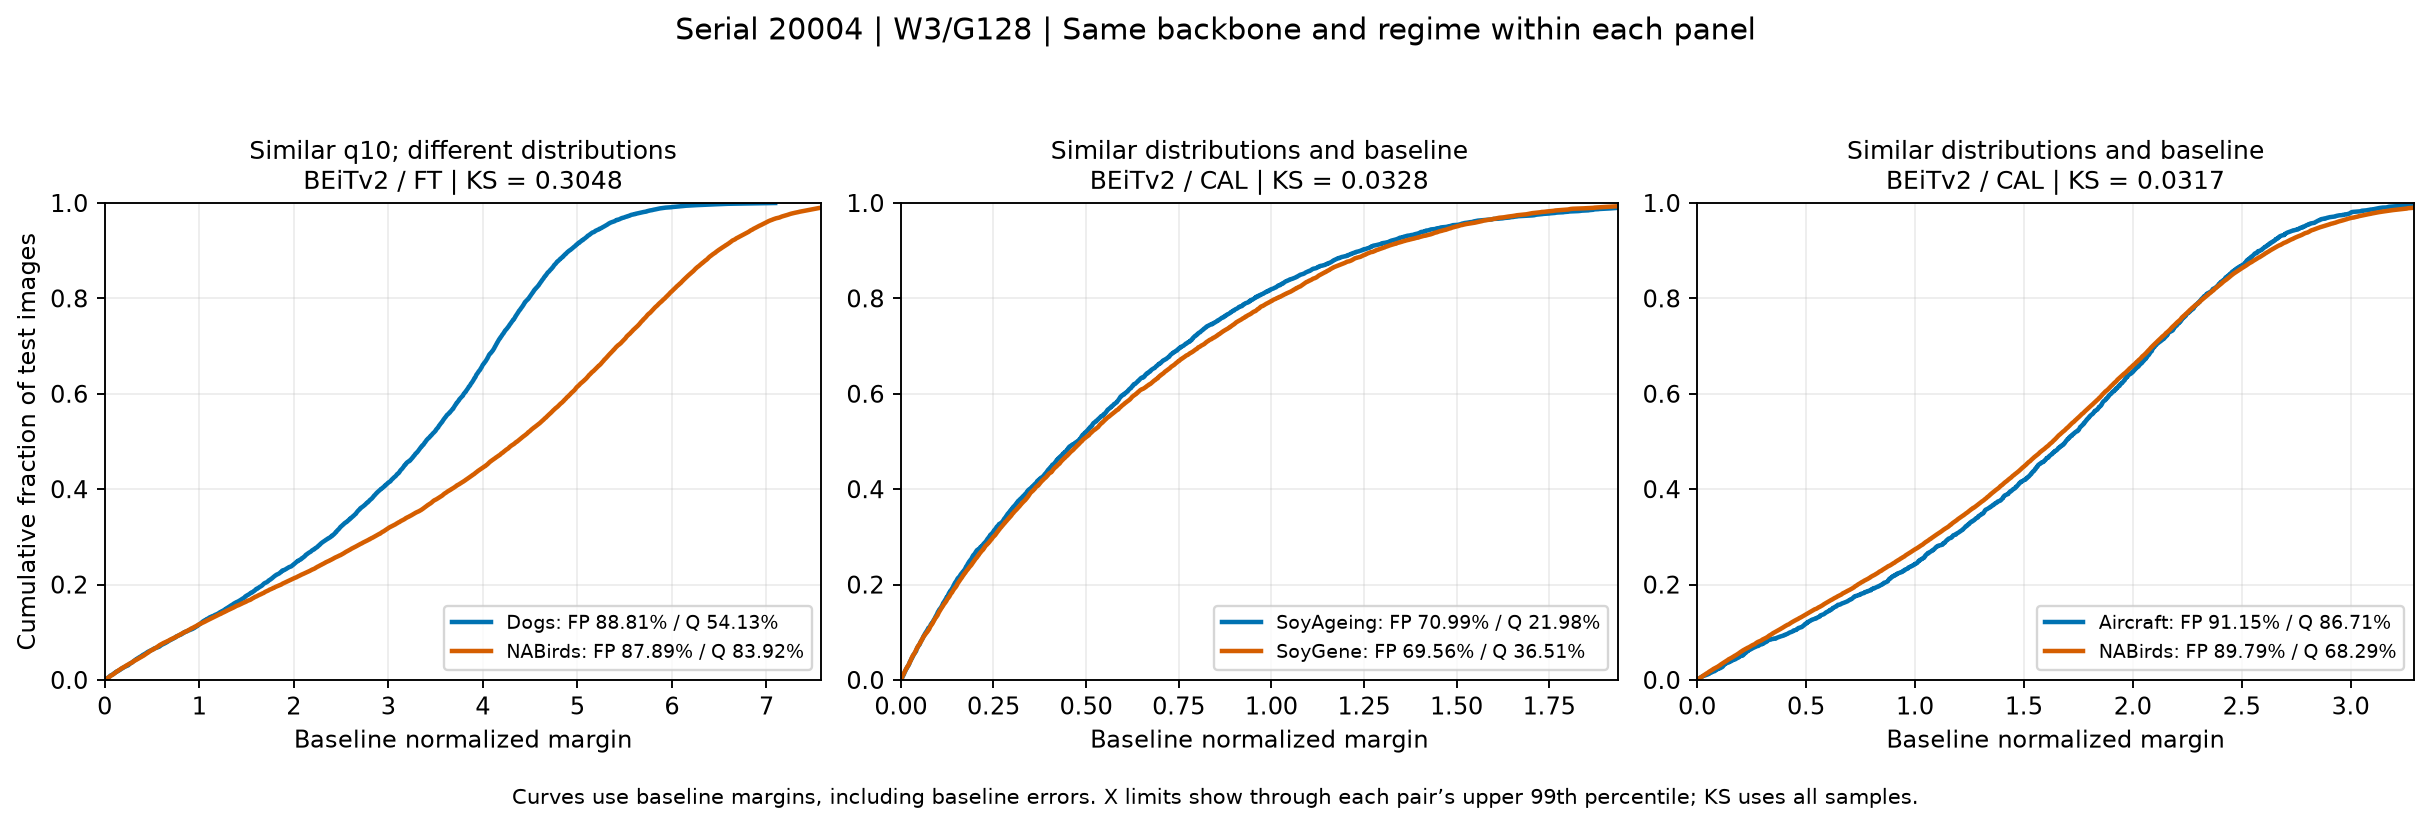 Serial 20004 | W3/G128 | Same backbone and regime within each panel
Similar q10; different distributions
BEiTv2 / FT | KS = 0.3048
Cumulative fraction of test images
1.0
0.8
0.6
0.4
0.2
0.0
0 1 2 3 4 5 6 7
Baseline normalized margin
Dogs: FP 88.81% / Q 54.13%
NABirds: FP 87.89% / Q 83.92%
Similar distributions and baseline
BEiTv2 / CAL | KS = 0.0328
1.0
0.8
0.6
0.4
0.2
0.0
0.00 0.25 0.50 0.75 1.00 1.25 1.50 1.75
Baseline normalized margin
SoyAgeing: FP 70.99% / Q 21.98%
SoyGene: FP 69.56% / Q 36.51%
Similar distributions and baseline
BEiTv2 / CAL | KS = 0.0317
1.0
0.8
0.6
0.4
0.2
0.0
0.0 0.5 1.0 1.5 2.0 2.5 3.0
Baseline normalized margin
Aircraft: FP 91.15% / Q 86.71%
NABirds: FP 89.79% / Q 68.29%
Curves use baseline margins, including baseline errors. X limits show through each pair’s upper 99th percentile; KS uses all samples.